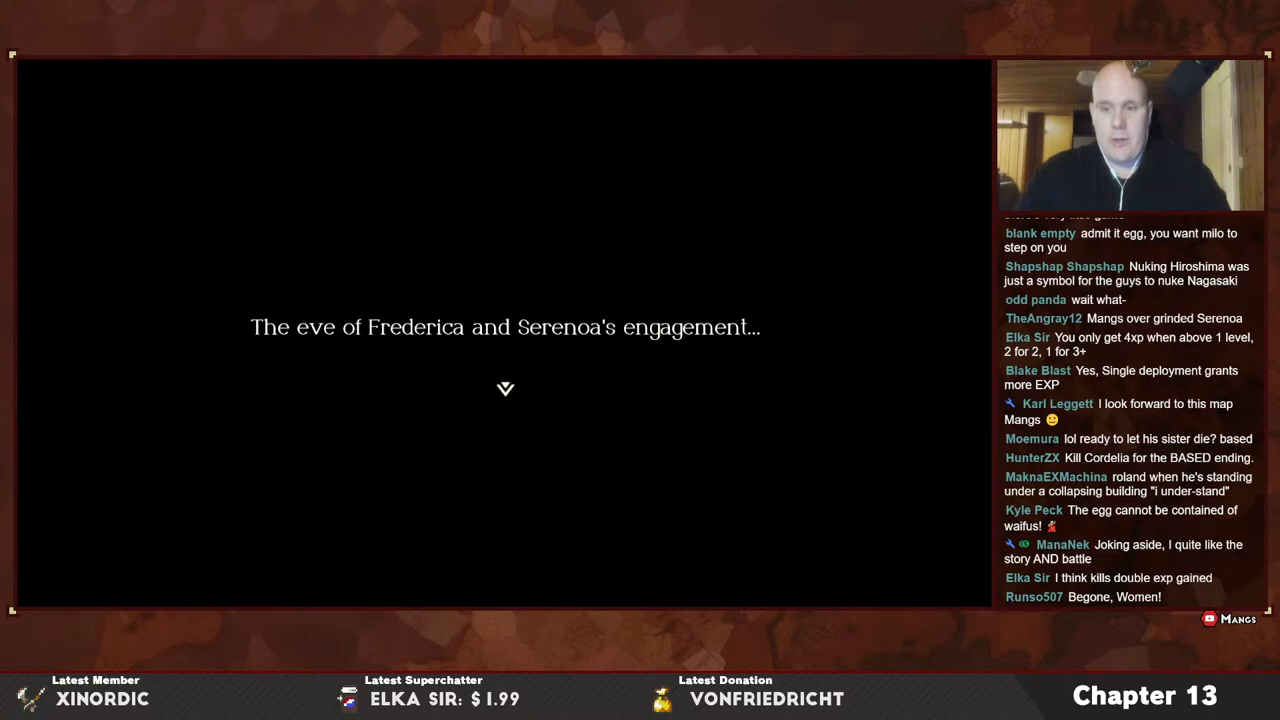 The eve of Frederica and Serenoa's engagement...
blank empty admit it egg, you want milo to
step on you
Shapshap Shapshap Nuking Hiroshima was
just a symbol for the guys to nuke Nagasaki
odd panda wait what-
TheAngray12 Mangs over grinded Serenoa
Elka Sir You only get 4xp when above 1 level,
2 for 2, 1 for 3+
Blake Blast Yes, Single deployment grants
more EXP
Karl Leggett I look forward to this map
Mangs 🙂
Moemura lol ready to let his sister die? based
HunterZX Kill Cordelia for the BASED ending.
MaknaEXMachina roland when he's standing
under a collapsing building "i under-stand"
Kyle Peck The egg cannot be contained of
waifus! 💃
ManaNek Joking aside, I quite like the
story AND battle
Elka Sir I think kills double exp gained
Runso507 Begone, Women!
Mangs
Latest Member
XINORDIC
Latest Superchatter
ELKA SIR: $1.99
Latest Donation
VONFRIEDRICHT
Chapter 13